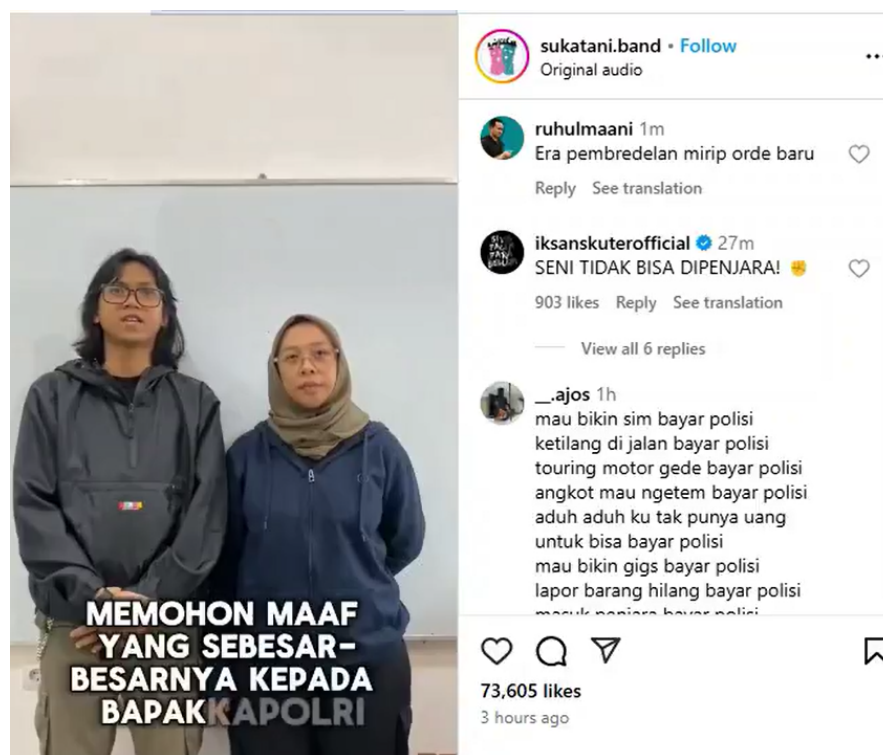 sukatani.band • Follow
Original audio
ruhulmaani 1m
Era pembredelan mirip orde baru
Reply See translation
iksanskuterofficial 27m
SENI TIDAK BISA DIPENJARA! ✊
903 likes Reply See translation
View all 6 replies
__.ajos 1h
mau bikin sim bayar polisi
ketilang di jalan bayar polisi
touring motor gede bayar polisi
angkot mau ngetem bayar polisi
aduh aduh ku tak punya uang
untuk bisa bayar polisi
mau bikin gigs bayar polisi
lapor barang hilang bayar polisi
masuk penjara bayar polisi
73,605 likes
3 hours ago
MEMOHON MAAF
YANG SEBESAR-
BESARNYA KEPADA
BAPAK KAPOLRI